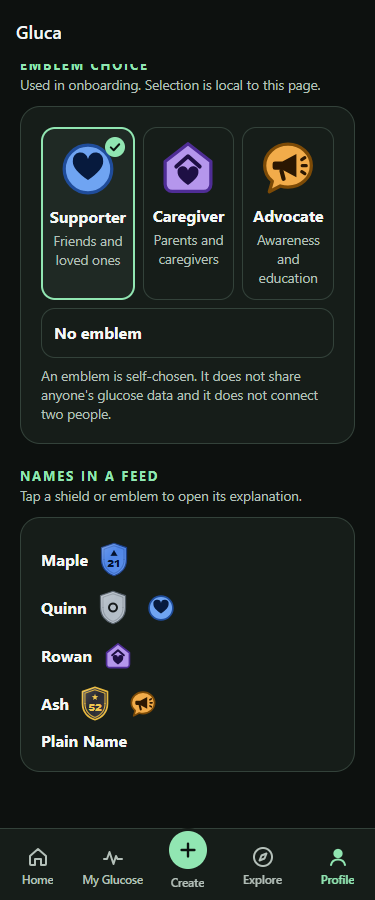 Gluca
EMBLEM CHOICE
Used in onboarding. Selection is local to this page.
Supporter
Friends and
loved ones
Caregiver
Parents and
caregivers
Advocate
Awareness
and
education
No emblem
An emblem is self-chosen. It does not share
anyone's glucose data and it does not connect
two people.
NAMES IN A FEED
Tap a shield or emblem to open its explanation.
Maple 21
Quinn
Rowan
Ash 52
Plain Name
Home My Glucose Create Explore Profile